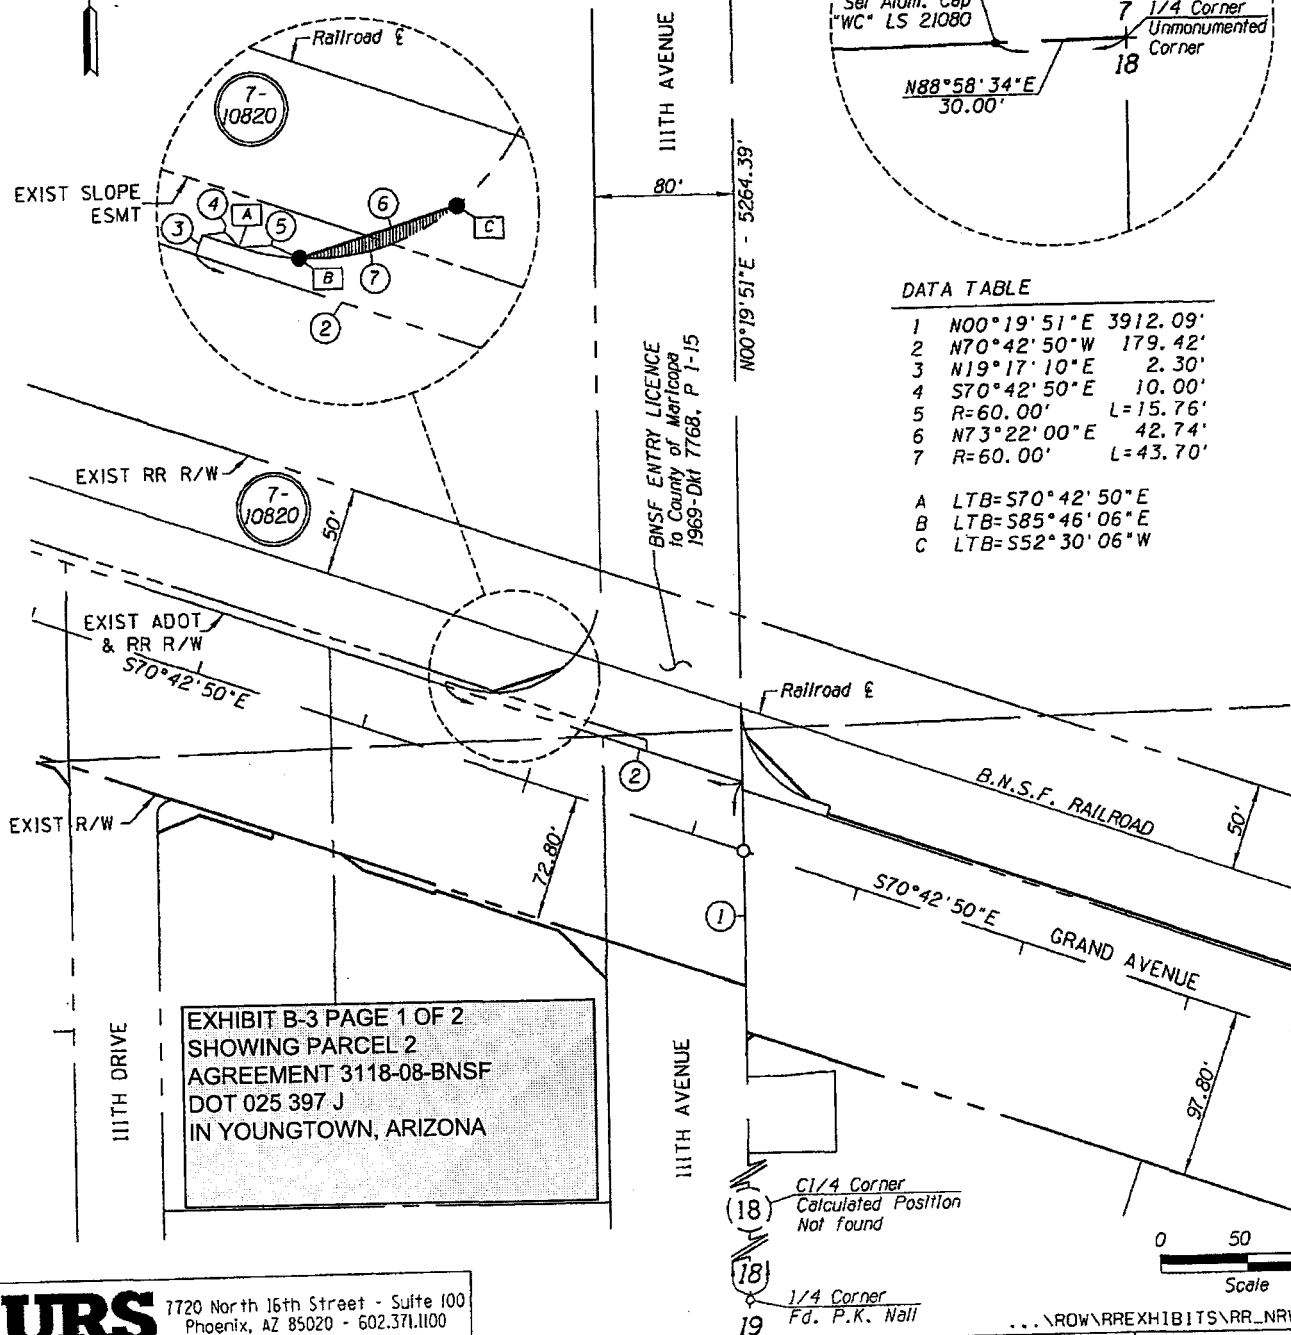 Railroad ℄
7-
10820
EXIST SLOPE
ESMT
4
A
3
5
6
C
B
7
2
111TH AVENUE
80'
N00°19'51"E - 5264.39'
Set Alum. Cap
"WC" LS 21080
7
1/4 Corner
Unmonumented
Corner
18
N88°58'34"E
30.00'
DATA TABLE
1 N00°19'51"E 3912.09'
2 N70°42'50"W 179.42'
3 N19°17'10"E 2.30'
4 S70°42'50"E 10.00'
5 R=60.00' L=15.76'
6 N73°22'00"E 42.74'
7 R=60.00' L=43.70'
A LTB=S70°42'50"E
B LTB=S85°46'06"E
C LTB=S52°30'06"W
BNSF ENTRY LICENCE
to County of Maricopa
1969-Dkt 7768, P 1-15
EXIST RR R/W
7-
10820
50'
EXIST ADOT
& RR R/W
S70°42'50"E
Railroad ℄
2
B.N.S.F. RAILROAD
50'
EXIST R/W
72.80'
1
S70°42'50"E
GRAND AVENUE
97.80'
111TH DRIVE
EXHIBIT B-3 PAGE 1 OF 2
SHOWING PARCEL 2
AGREEMENT 3118-08-BNSF
DOT 025 397 J
IN YOUNGTOWN, ARIZONA
111TH AVENUE
18
C1/4 Corner
Calculated Position
Not found
18
19
1/4 Corner
Fd. P.K. Nail
0 50
Scale
URS
7720 North 16th Street - Suite 100
Phoenix, AZ 85020 - 602.371.1100
...\ROW\RREXHIBITS\RR_NRW